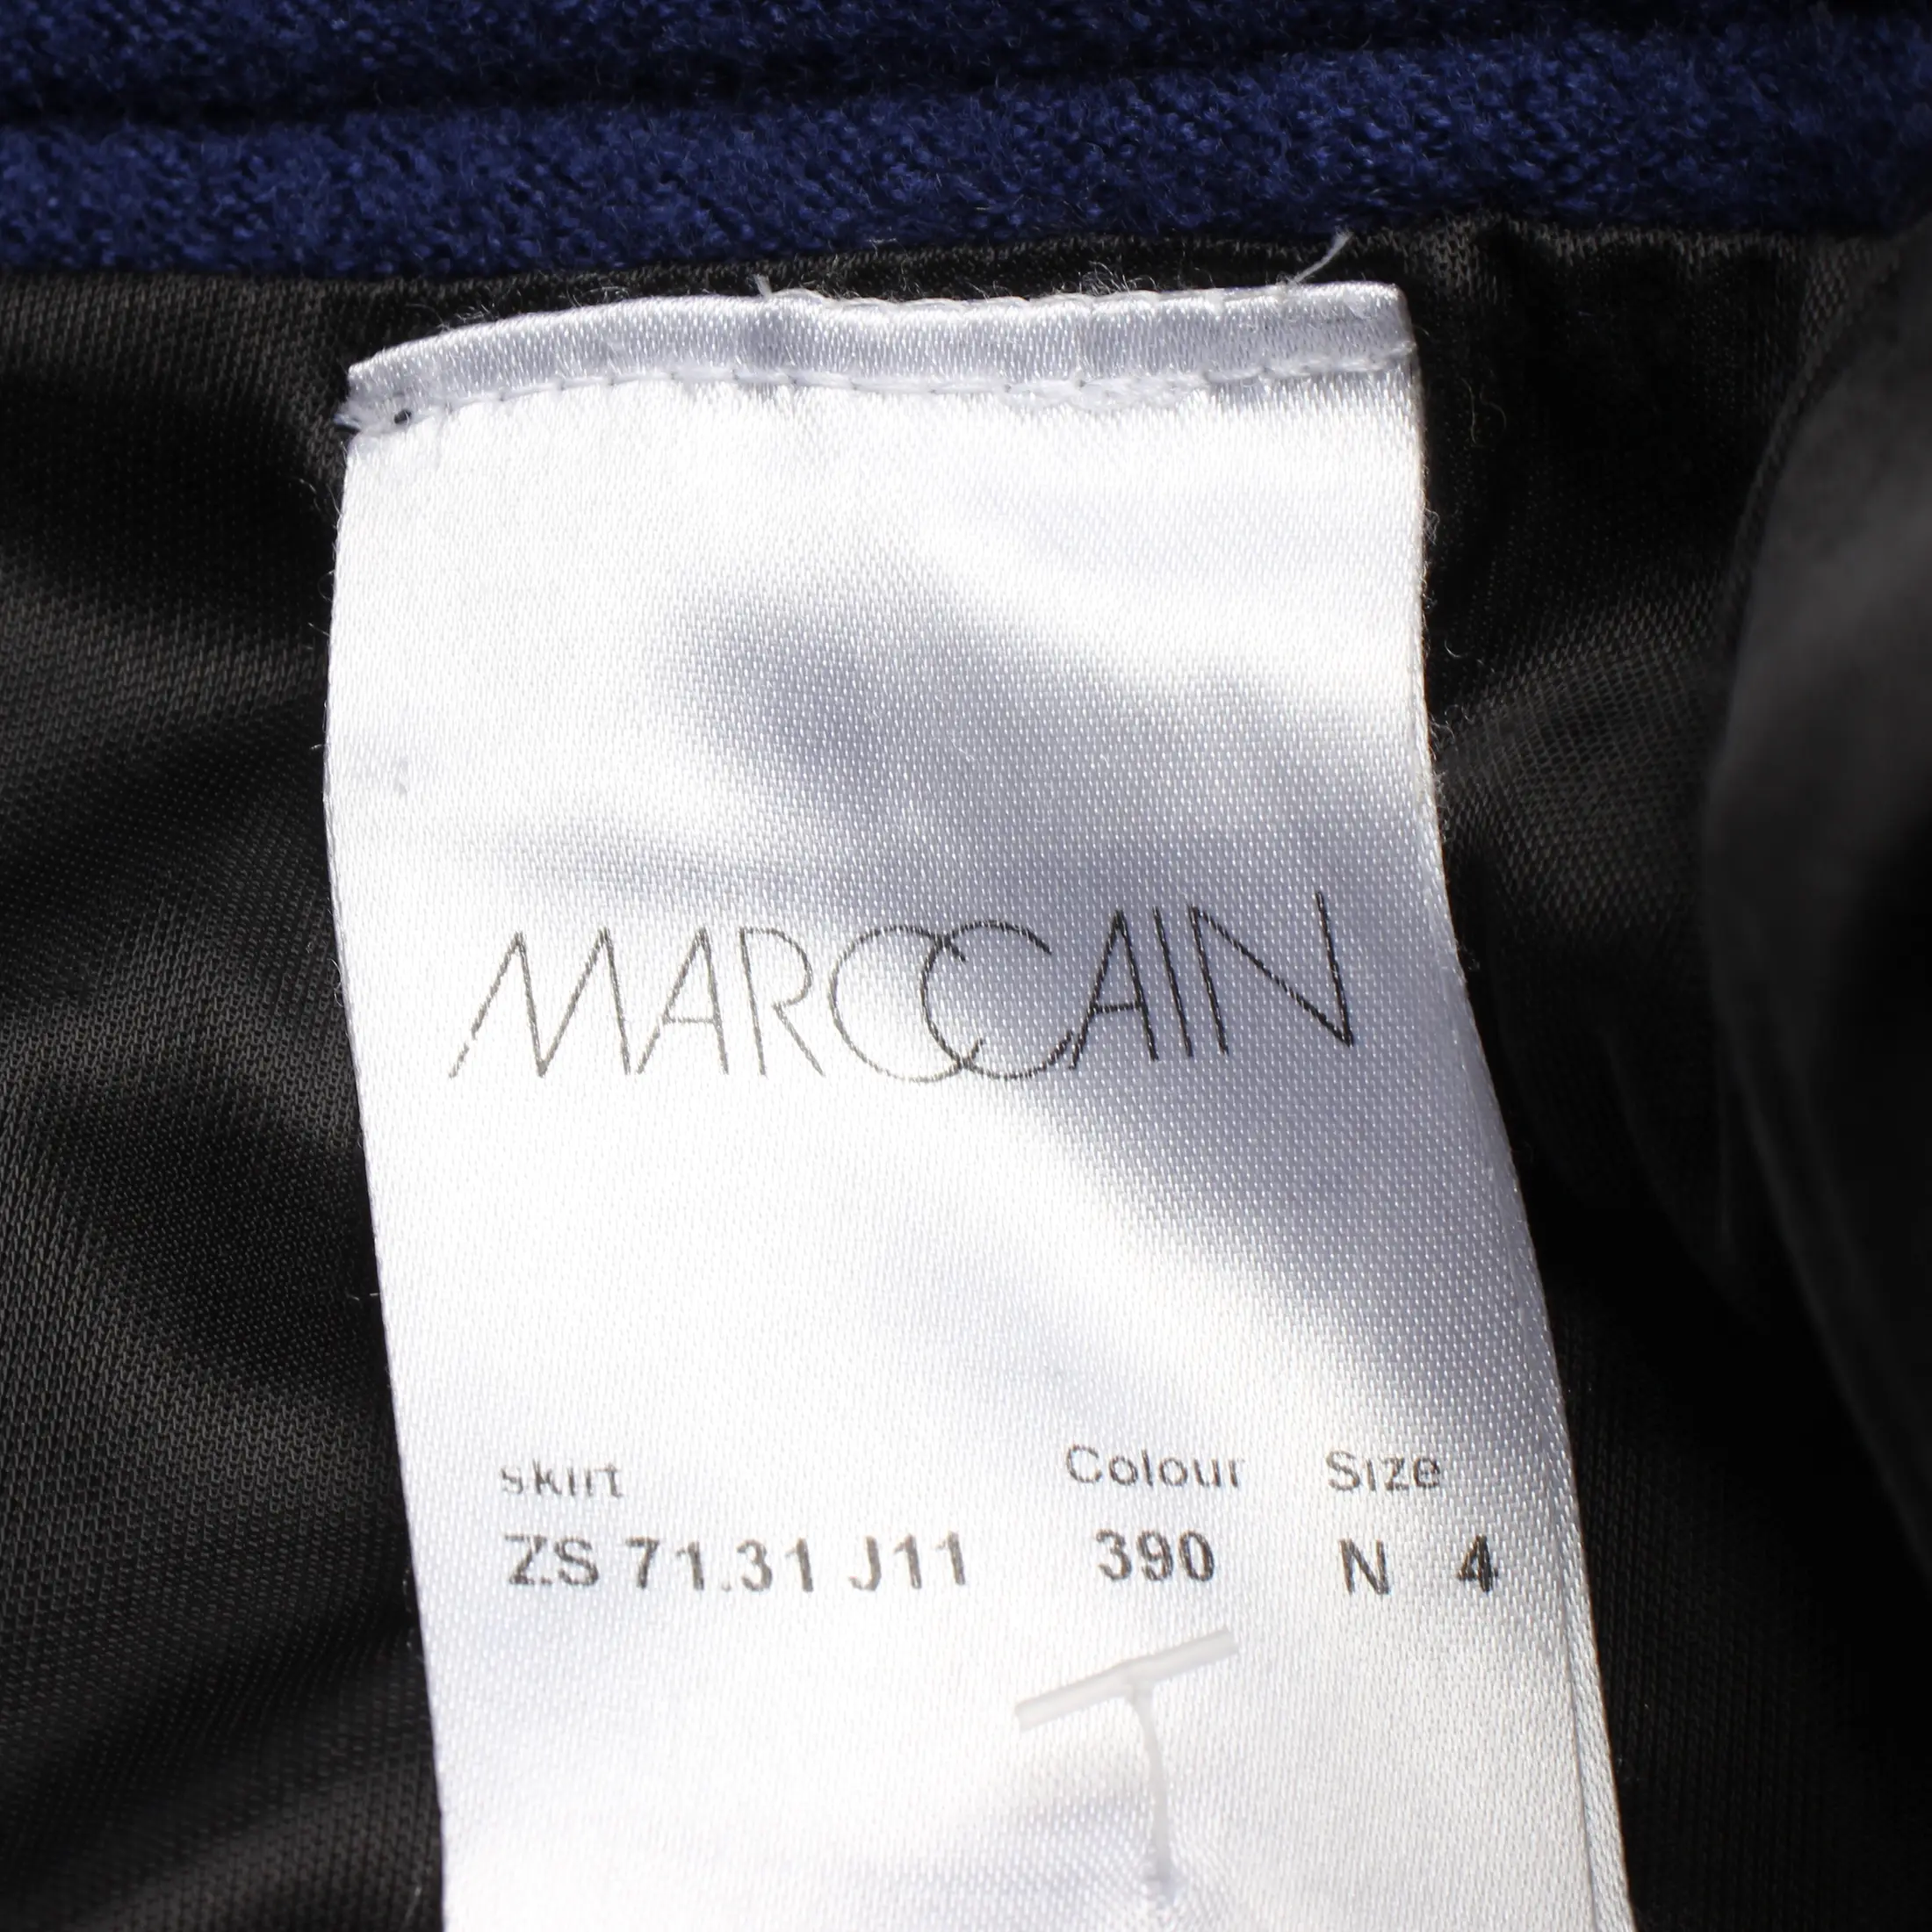 MARCCAIN
skirt Colour Size
ZS 71.31 J11 390 N 4